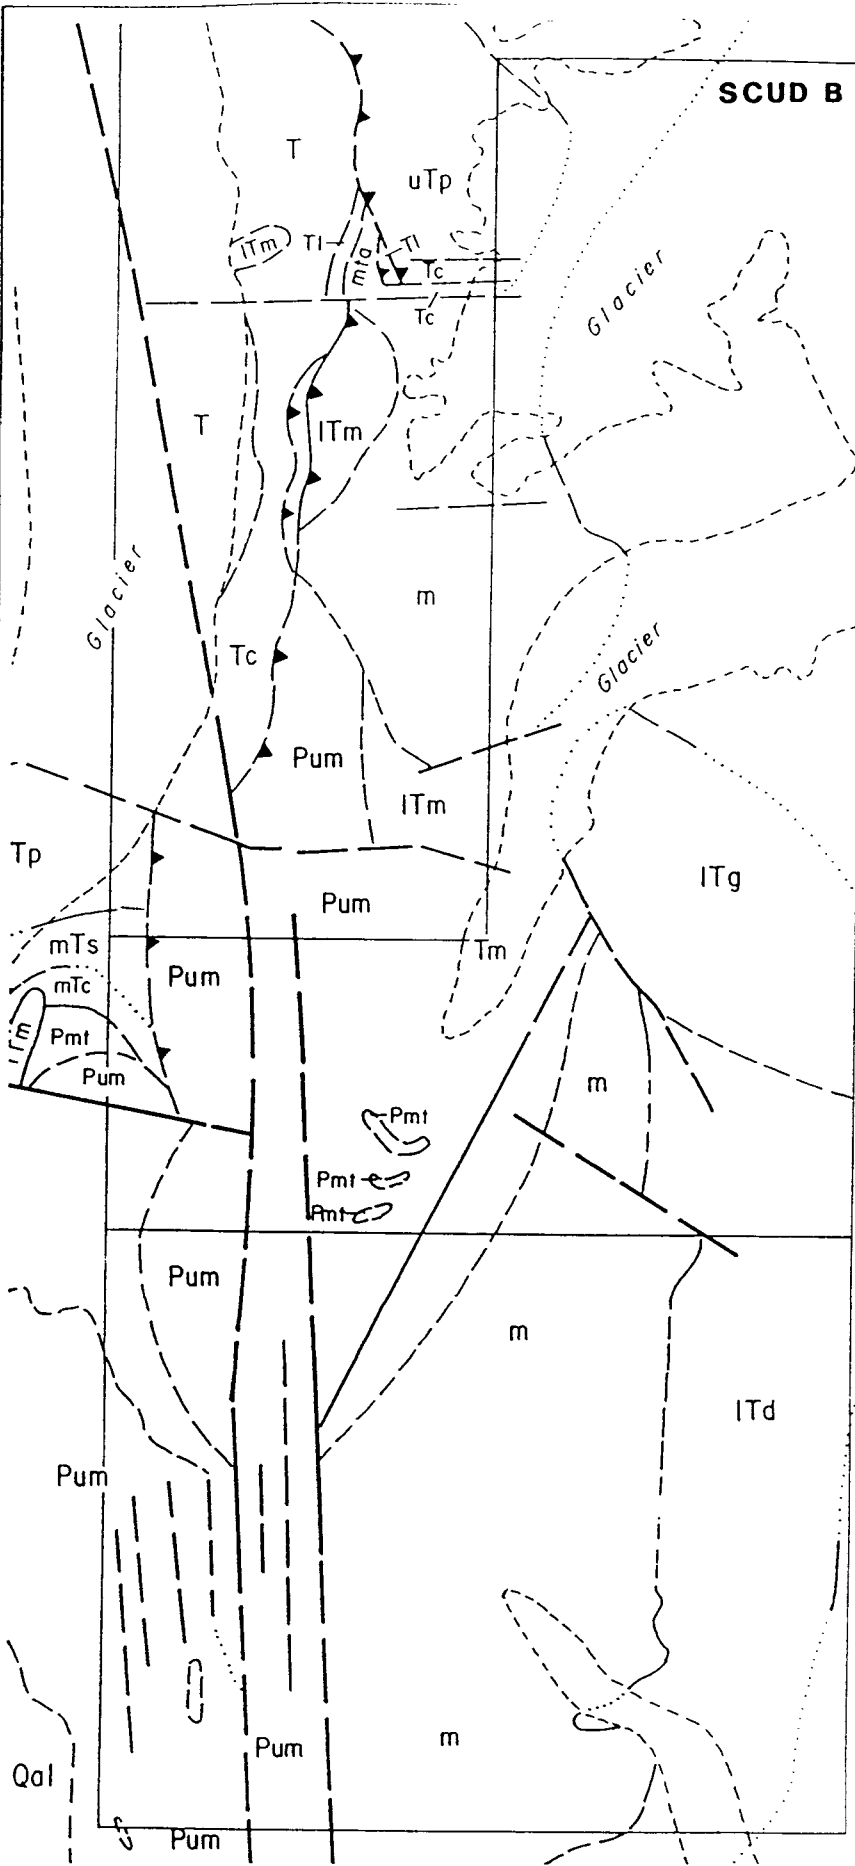 SCUD B
T
uTp
lTm
Tl
mta
Tl
Tc
Tc
Glacier
T
lTm
m
Glacier
Glacier
Tc
Pum
lTm
Tp
lTg
Pum
mTs
Tm
Pum
mTc
Pmt
Pum
m
Pmt
Pmt
Pmt
Pum
m
lTd
Pum
Pum
m
Qal
Pum